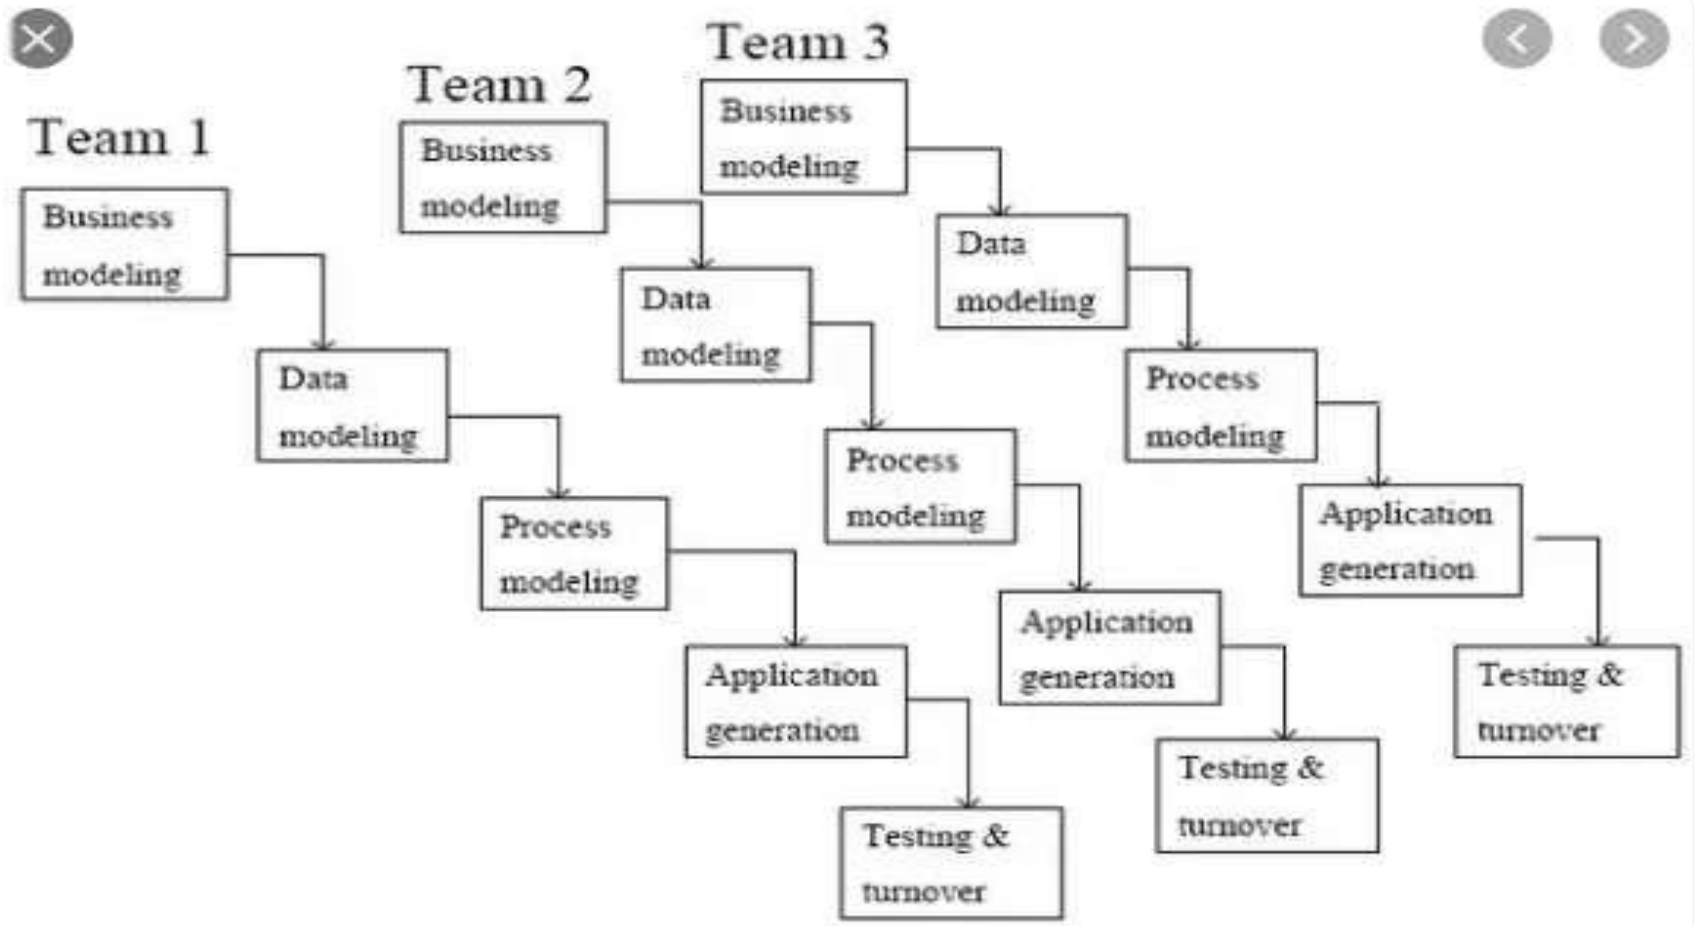 Team 1
Business
modeling
Data
modeling
Process
modeling
Application
generation
Testing &
turnover
Team 2
Business
modeling
Data
modeling
Process
modeling
Application
generation
Testing &
turnover
Team 3
Business
modeling
Data
modeling
Process
modeling
Application
generation
Testing &
turnover